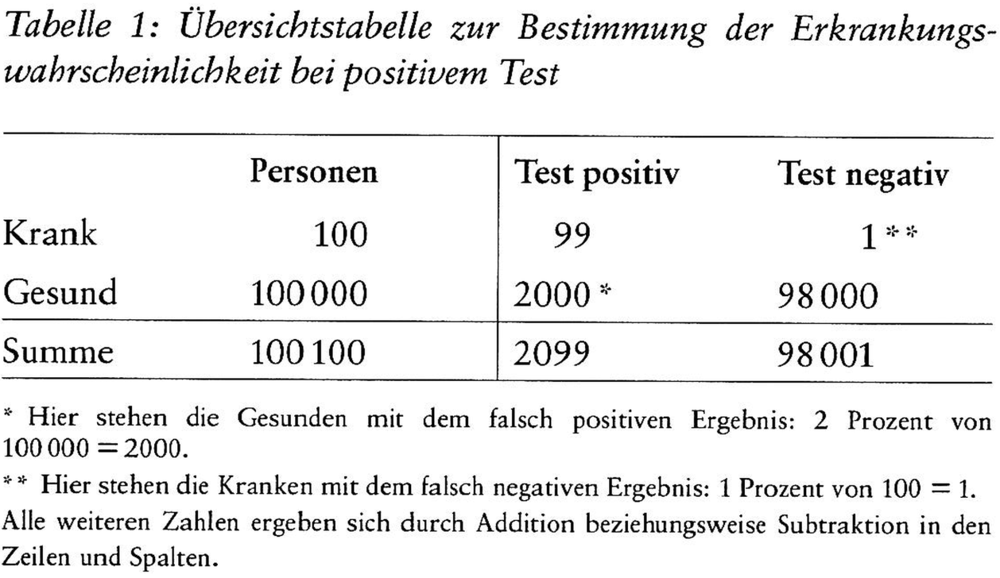 Tabelle 1: Übersichtstabelle zur Bestimmung der Erkrankungs-
wahrscheinlichkeit bei positivem Test
Personen Test positiv Test negativ
Krank 100 99 1**
Gesund 100 000 2000* 98 000
Summe 100 100 2099 98 001
* Hier stehen die Gesunden mit dem falsch positiven Ergebnis: 2 Prozent von
100 000 = 2000.
** Hier stehen die Kranken mit dem falsch negativen Ergebnis: 1 Prozent von 100 = 1.
Alle weiteren Zahlen ergeben sich durch Addition beziehungsweise Subtraktion in den
Zeilen und Spalten.